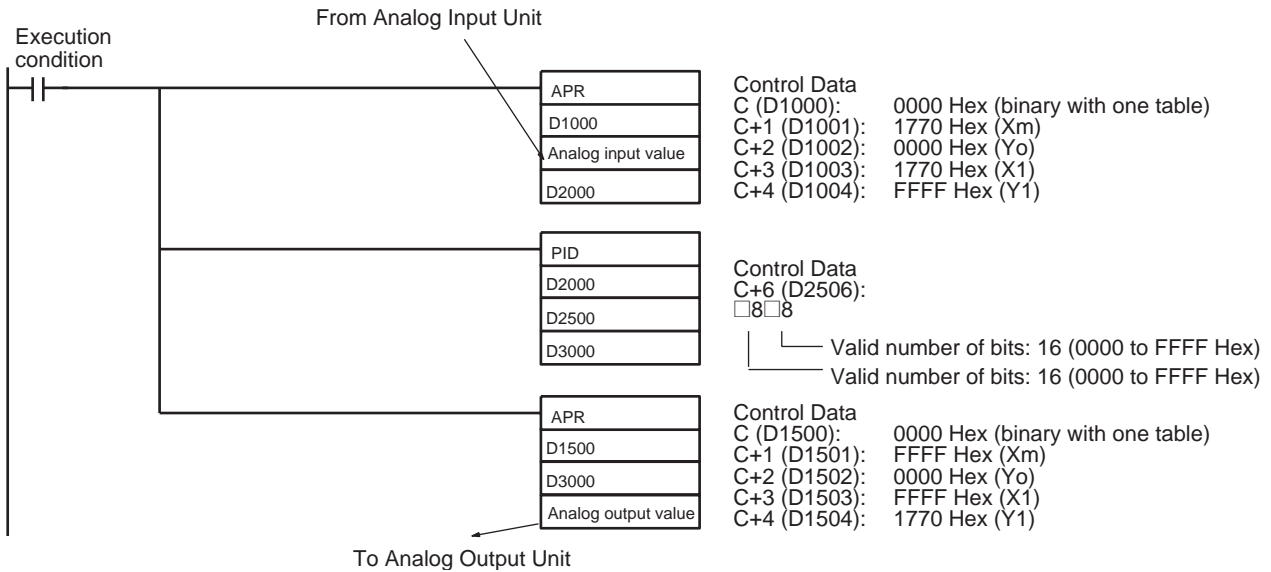 From Analog Input Unit
Execution
condition
APR
D1000
Analog input value
D2000
Control Data
C (D1000): 0000 Hex (binary with one table)
C+1 (D1001): 1770 Hex (Xm)
C+2 (D1002): 0000 Hex (Yo)
C+3 (D1003): 1770 Hex (X1)
C+4 (D1004): FFFF Hex (Y1)
PID
D2000
D2500
D3000
Control Data
C+6 (D2506):
□8□8
Valid number of bits: 16 (0000 to FFFF Hex)
Valid number of bits: 16 (0000 to FFFF Hex)
APR
D1500
D3000
Analog output value
Control Data
C (D1500): 0000 Hex (binary with one table)
C+1 (D1501): FFFF Hex (Xm)
C+2 (D1502): 0000 Hex (Yo)
C+3 (D1503): FFFF Hex (X1)
C+4 (D1504): 1770 Hex (Y1)
To Analog Output Unit